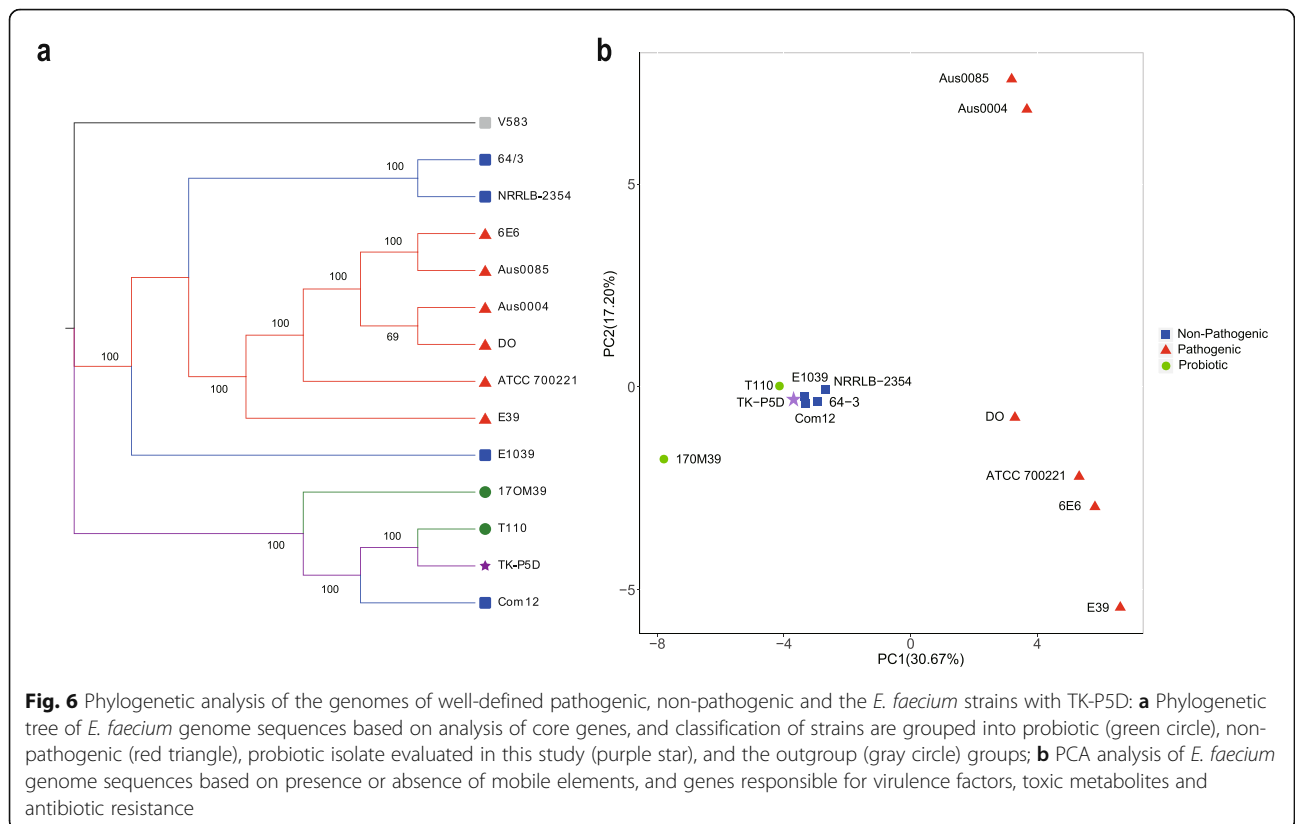 a
b
V583
64/3
NRRLB-2354
6E6
Aus0085
Aus0004
DO
ATCC 700221
E39
E1039
17OM39
T110
TK-P5D
Com12
100
100
100
100
69
100
100
100
100
100
100
PC2(17.20%)
5
0
−5
−8
−4
0
4
PC1(30.67%)
Aus0085
Aus0004
T110
E1039
NRRLB−2354
TK-P5D
64−3
Com12
170M39
DO
ATCC 700221
6E6
E39
Non-Pathogenic
Pathogenic
Probiotic
Fig. 6 Phylogenetic analysis of the genomes of well-defined pathogenic, non-pathogenic and the E. faecium strains with TK-P5D: a Phylogenetic
tree of E. faecium genome sequences based on analysis of core genes, and classification of strains are grouped into probiotic (green circle), non-
pathogenic (red triangle), probiotic isolate evaluated in this study (purple star), and the outgroup (gray circle) groups; b PCA analysis of E. faecium
genome sequences based on presence or absence of mobile elements, and genes responsible for virulence factors, toxic metabolites and
antibiotic resistance